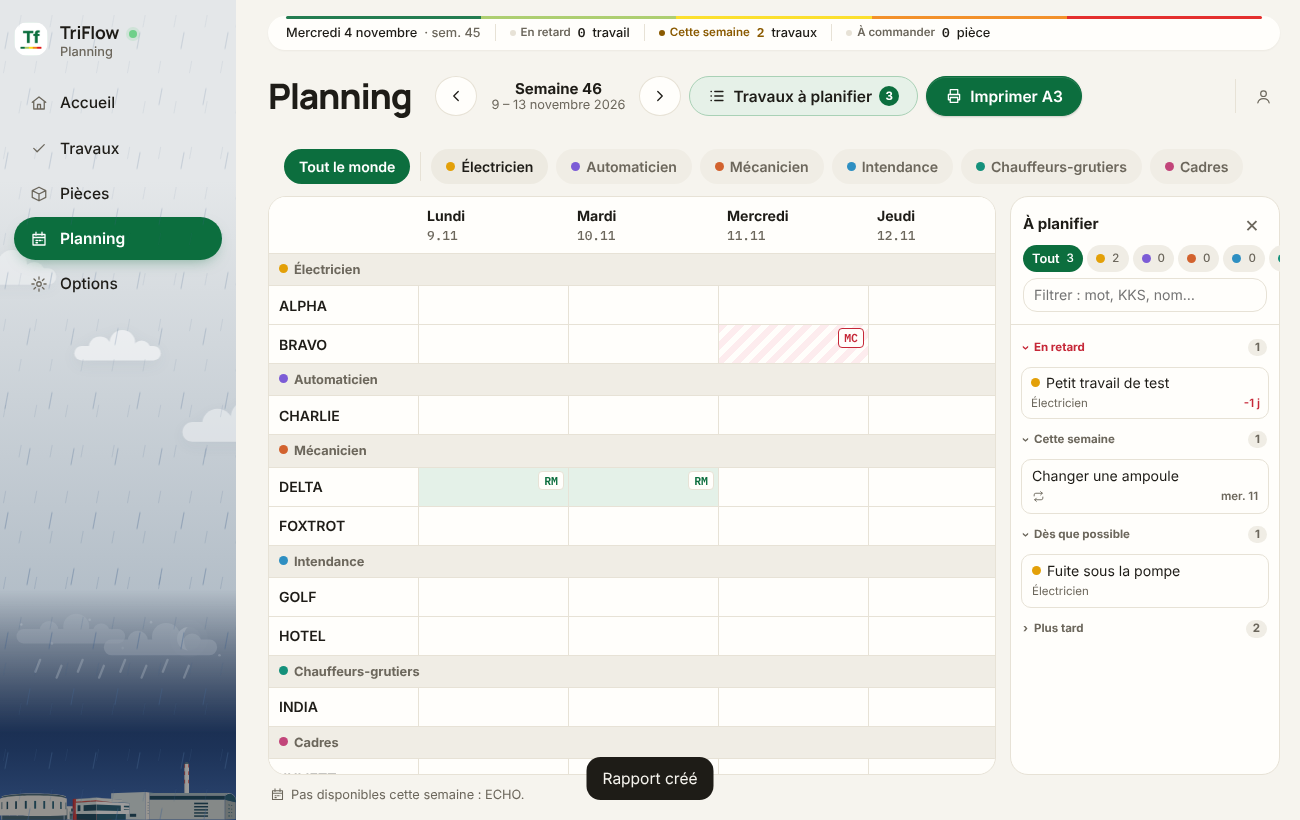 Tf TriFlow
Planning
Accueil
Travaux
Pièces
Planning
Options
Mercredi 4 novembre · sem. 45 En retard 0 travail Cette semaine 2 travaux À commander 0 pièce
Planning
Semaine 46
9 – 13 novembre 2026
Travaux à planifier 3
Imprimer A3
Tout le monde Électricien Automaticien Mécanicien Intendance Chauffeurs-grutiers Cadres
Lundi Mardi Mercredi Jeudi
9.11 10.11 11.11 12.11
Électricien
ALPHA
BRAVO MC
Automaticien
CHARLIE
Mécanicien
DELTA RM RM
FOXTROT
Intendance
GOLF
HOTEL
Chauffeurs-grutiers
INDIA
Cadres
Pas disponibles cette semaine : ECHO.
Rapport créé
À planifier
Tout 3 2 0 0 0
Filtrer : mot, KKS, nom...
En retard 1
Petit travail de test
Électricien -1 j
Cette semaine 1
Changer une ampoule
mer. 11
Dès que possible 1
Fuite sous la pompe
Électricien
Plus tard 2